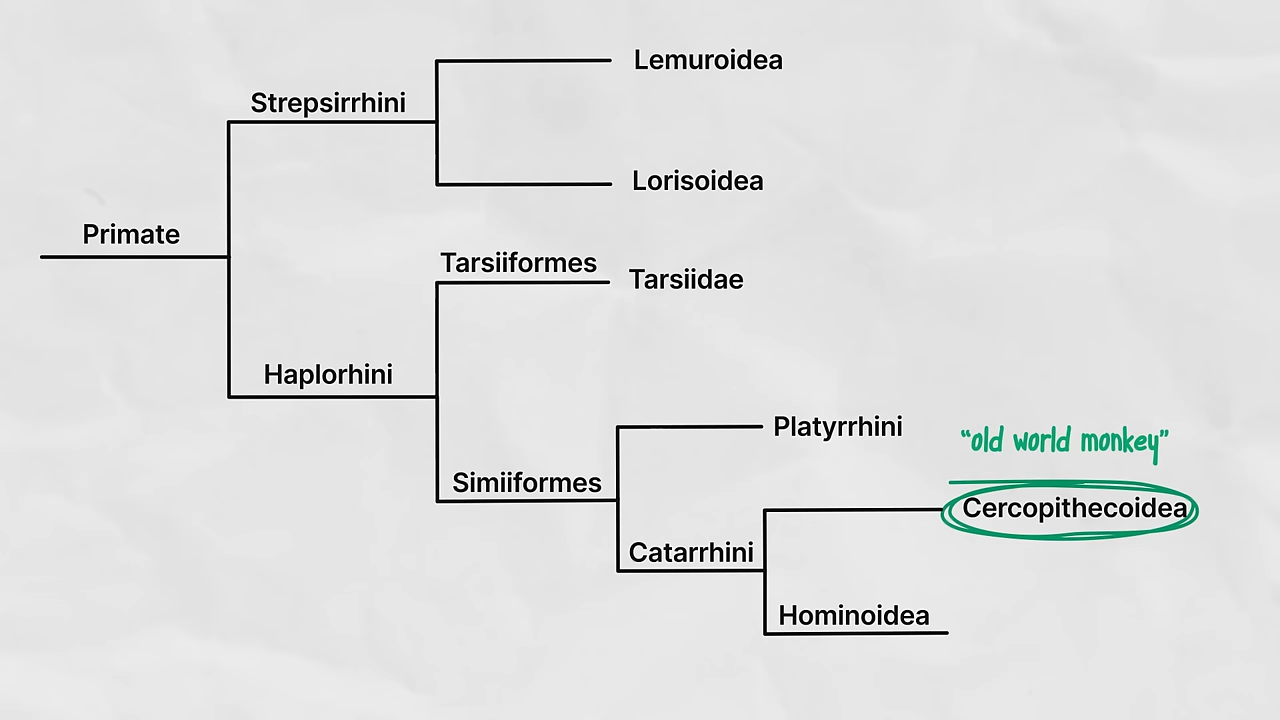 Lemuroidea
Strepsirrhini
Lorisoidea
Primate
Tarsiiformes
Tarsiidae
Haplorhini
Platyrrhini
“old world monkey”
Simiiformes
Cercopithecoidea
Catarrhini
Hominoidea